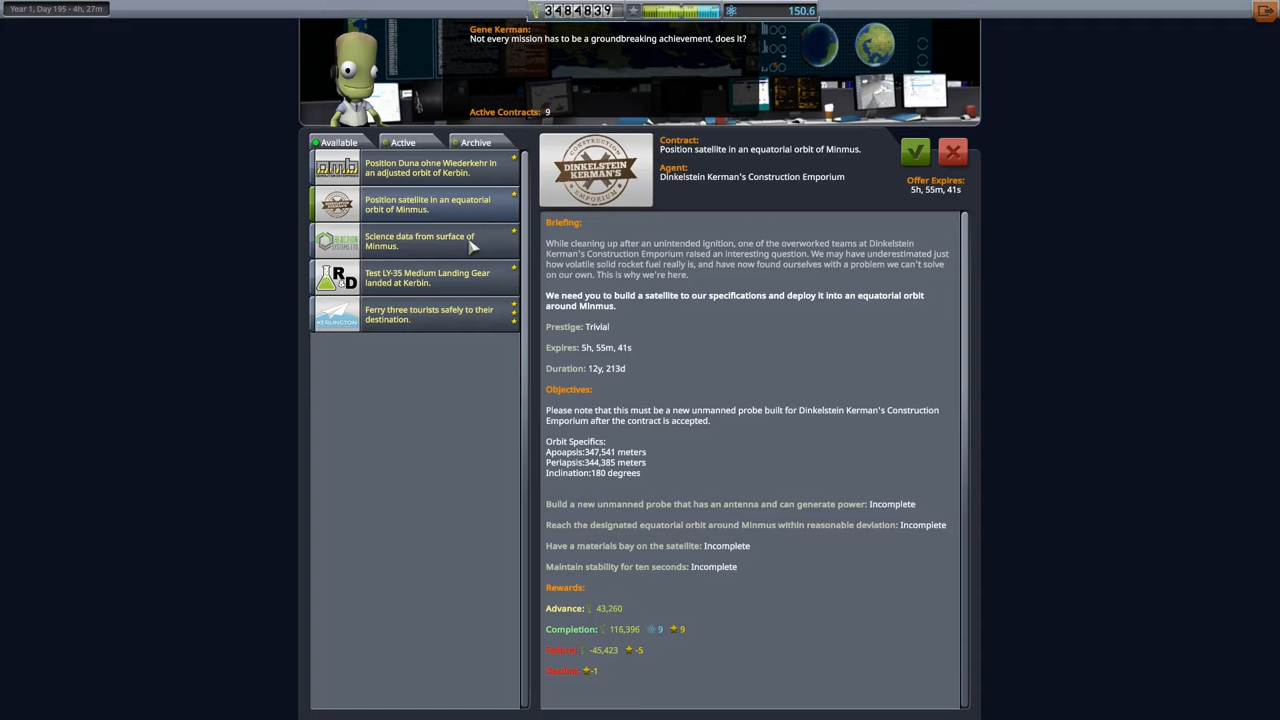 Year 1, Day 195 - 4h, 27m
3484839
150.6
Gene Kerman:
Not every mission has to be a groundbreaking achievement, does it?
Active Contracts: 9
Available
Active
Archive
Position Duna ohne Wiederkehr in
an adjusted orbit of Kerbin.
DINKELSTEIN
KERMAN'S
Position satellite in an equatorial
orbit of Minmus.
REACTION
SYSTEMS LTD
Science data from surface of
Minmus.
R&D
Test LY-35 Medium Landing Gear
landed at Kerbin.
KERLINGTON
Ferry three tourists safely to their
destination.
CONSTRUCTION
DINKELSTEIN
KERMAN'S
EMPORIUM
Contract:
Position satellite in an equatorial orbit of Minmus.
Agent:
Dinkelstein Kerman's Construction Emporium
Offer Expires:
5h, 55m, 41s
Briefing:
While cleaning up after an unintended ignition, one of the overworked teams at Dinkelstein
Kerman's Construction Emporium raised an interesting question. We may have underestimated just
how volatile solid rocket fuel really is, and have now found ourselves with a problem we can't solve
on our own. This is why we're here.
We need you to build a satellite to our specifications and deploy it into an equatorial orbit
around Minmus.
Prestige: Trivial
Expires: 5h, 55m, 41s
Duration: 12y, 213d
Objectives:
Please note that this must be a new unmanned probe built for Dinkelstein Kerman's Construction
Emporium after the contract is accepted.
Orbit Specifics:
Apoapsis:347,541 meters
Periapsis:344,385 meters
Inclination:180 degrees
Build a new unmanned probe that has an antenna and can generate power: Incomplete
Reach the designated equatorial orbit around Minmus within reasonable deviation: Incomplete
Have a materials bay on the satellite: Incomplete
Maintain stability for ten seconds: Incomplete
Rewards:
Advance: 43,260
Completion: 116,396 9 9
Failure: -45,423 -5
Decline: -1